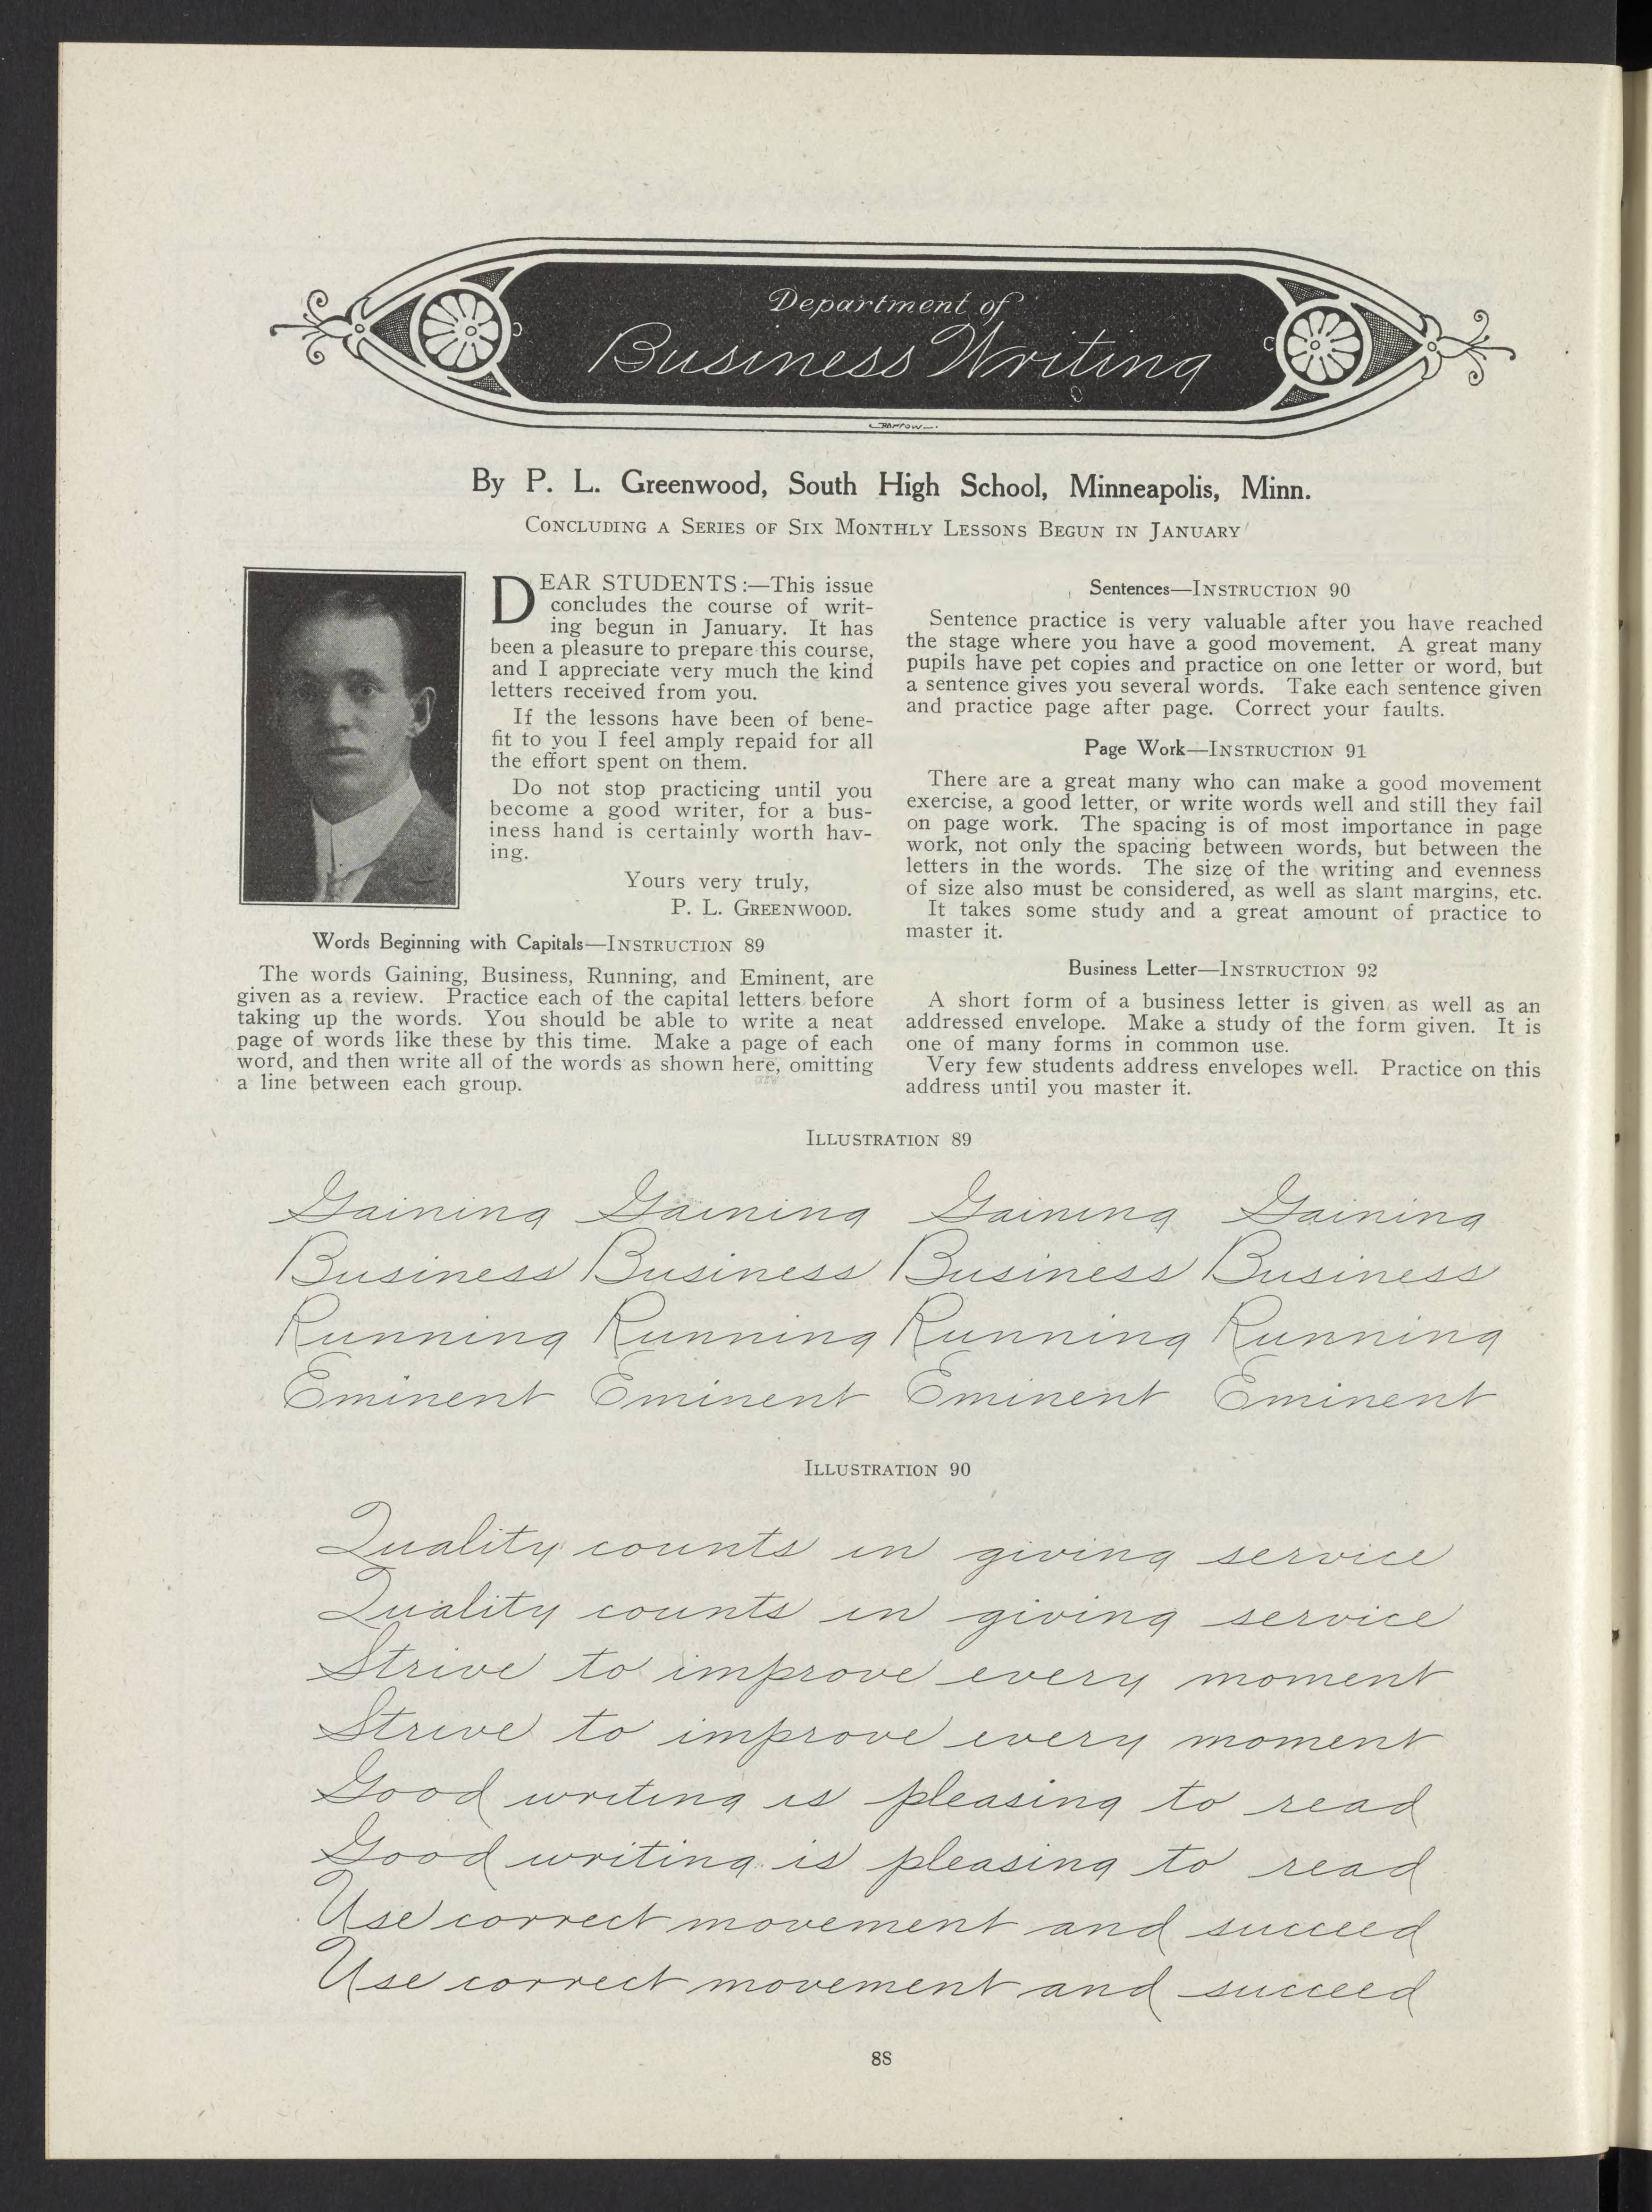 Department of
Business Writing
By P. L. Greenwood, South High School, Minneapolis, Minn.
Concluding a Series of Six Monthly Lessons Begun in January
DEAR STUDENTS:—This issue
concludes the course of writ-
ing begun in January. It has
been a pleasure to prepare this course,
and I appreciate very much the kind
letters received from you.
If the lessons have been of bene-
fit to you I feel amply repaid for all
the effort spent on them.
Do not stop practicing until you
become a good writer, for a bus-
iness hand is certainly worth hav-
ing.
Yours very truly,
P. L. Greenwood.
Words Beginning with Capitals—Instruction 89
The words Gaining, Business, Running, and Eminent, are
given as a review. Practice each of the capital letters before
taking up the words. You should be able to write a neat
page of words like these by this time. Make a page of each
word, and then write all of the words as shown here, omitting
a line between each group.
Sentences—Instruction 90
Sentence practice is very valuable after you have reached
the stage where you have a good movement. A great many
pupils have pet copies and practice on one letter or word, but
a sentence gives you several words. Take each sentence given
and practice page after page. Correct your faults.
Page Work—Instruction 91
There are a great many who can make a good movement
exercise, a good letter, or write words well and still they fail
on page work. The spacing is of most importance in page
work, not only the spacing between words, but between the
letters in the words. The size of the writing and evenness
of size also must be considered, as well as slant margins, etc.
It takes some study and a great amount of practice to
master it.
Business Letter—Instruction 92
A short form of a business letter is given as well as an
addressed envelope. Make a study of the form given. It is
one of many forms in common use.
Very few students address envelopes well. Practice on this
address until you master it.
Illustration 89
Gaining Gaining Gaining Gaining
Business Business Business Business
Running Running Running Running
Eminent Eminent Eminent Eminent
Illustration 90
Quality counts in giving service
Quality counts in giving service
Strive to improve every moment
Strive to improve every moment
Good writing is pleasing to read
Good writing is pleasing to read
Use correct movement and succeed
Use correct movement and succeed
88